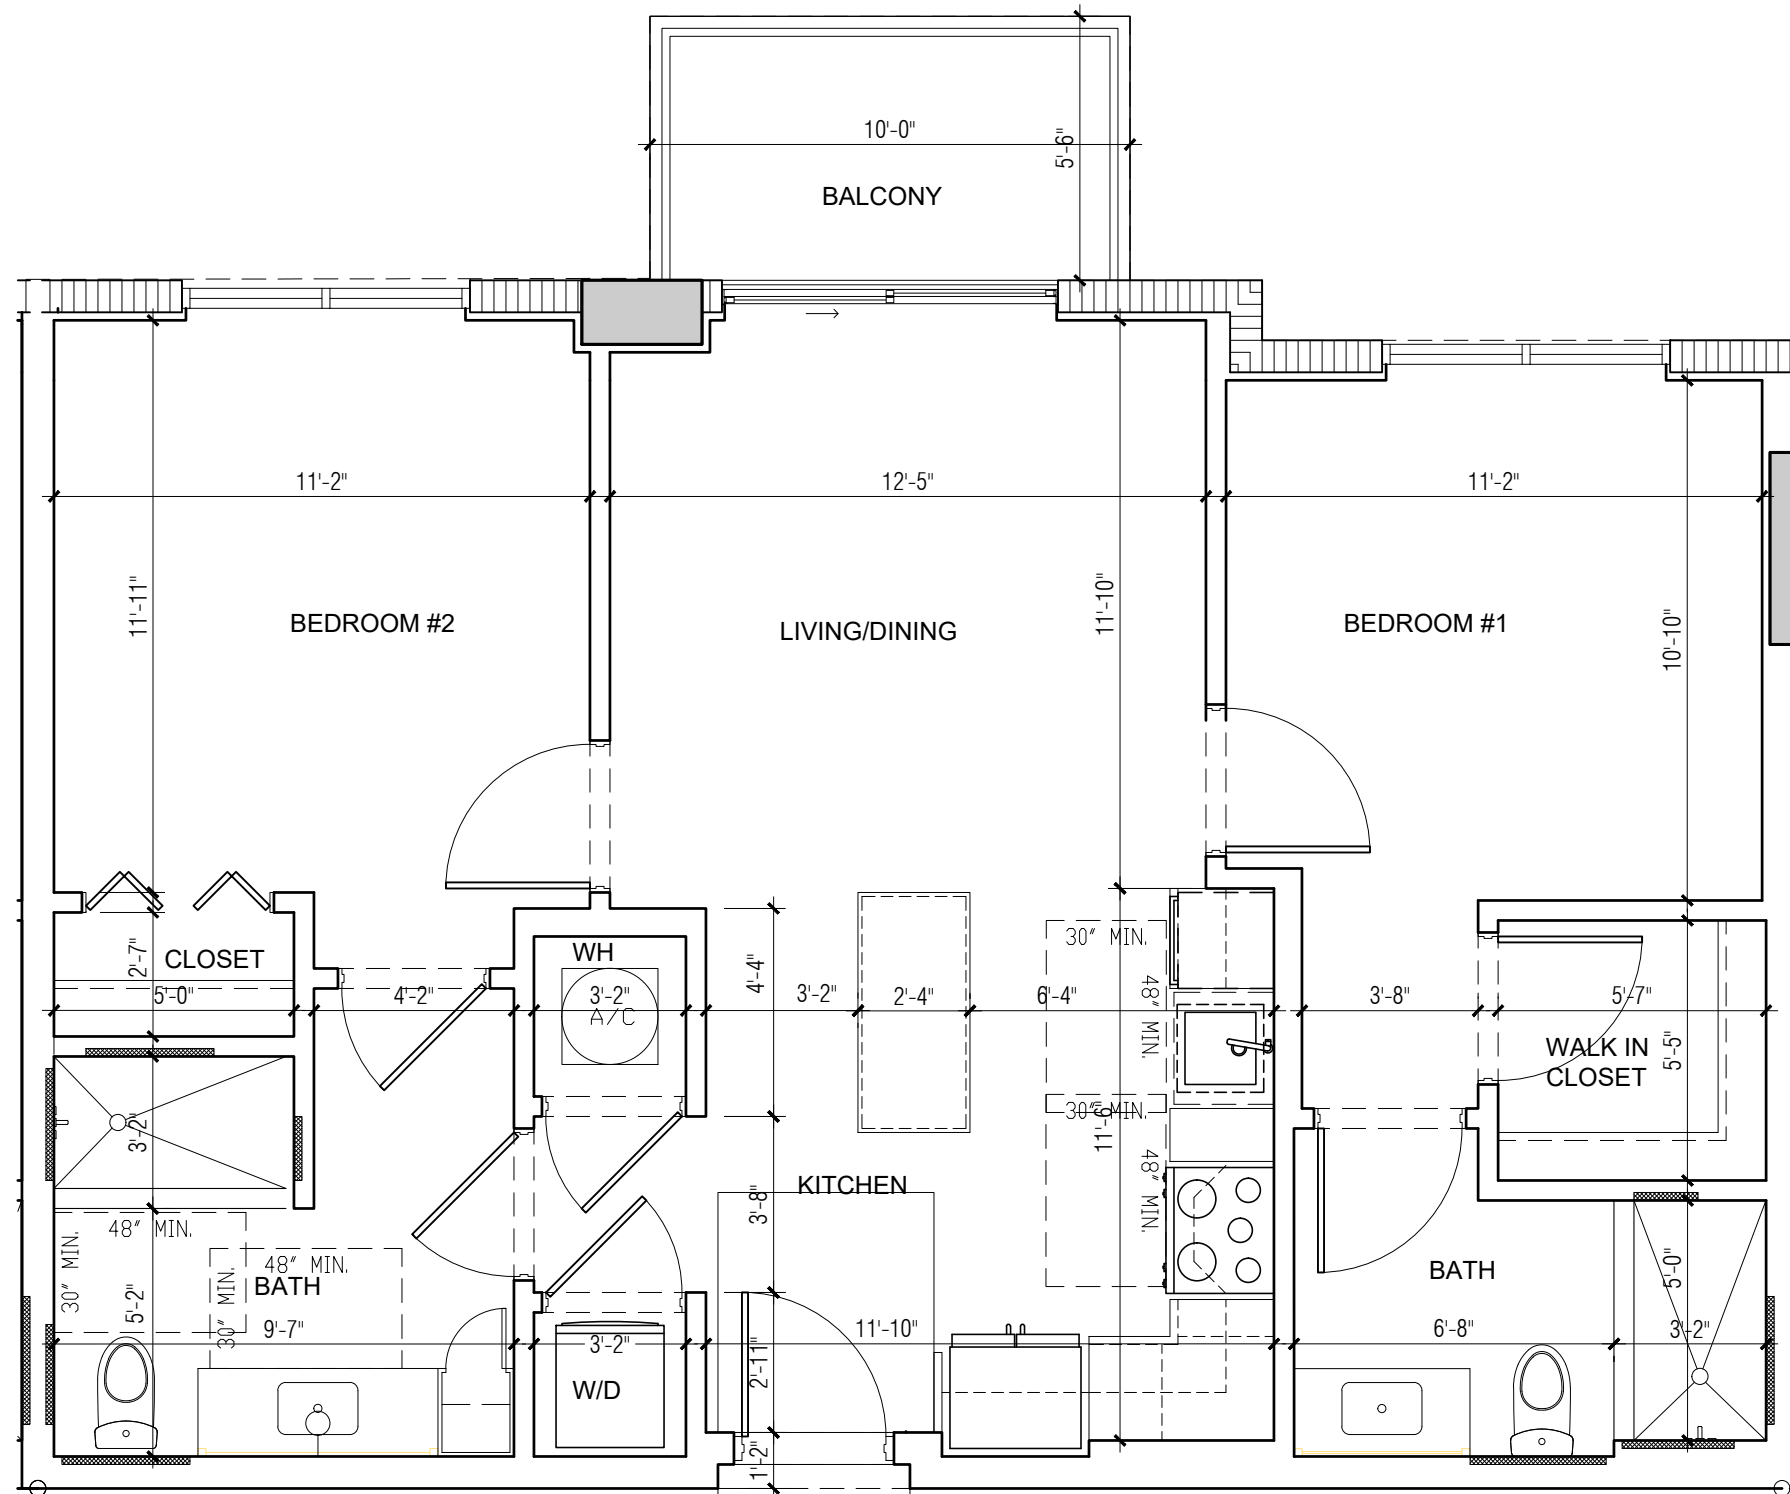 10'-0"
5'-6"
BALCONY
11'-2"
12'-5"
11'-2"
11'-11"
11'-10"
10'-10"
BEDROOM #2
LIVING/DINING
BEDROOM #1
WH
CLOSET
2'-7"
5'-0"
4'-2"
3'-2"
A/C
4'-4"
3'-2"
2'-4"
6'-4"
30" MIN.
48" MIN.
3'-8"
5'-7"
WALK IN
CLOSET
5'-5"
3'-2"
30" MIN.
11'-6"
48" MIN.
KITCHEN
3'-8"
48" MIN.
30" MIN.
48" MIN.
30" MIN.
BATH
5'-2"
BATH
5'-0"
9'-7"
3'-2"
11'-10"
6'-8"
3'-2"
2'-11"
W/D
1'-2"